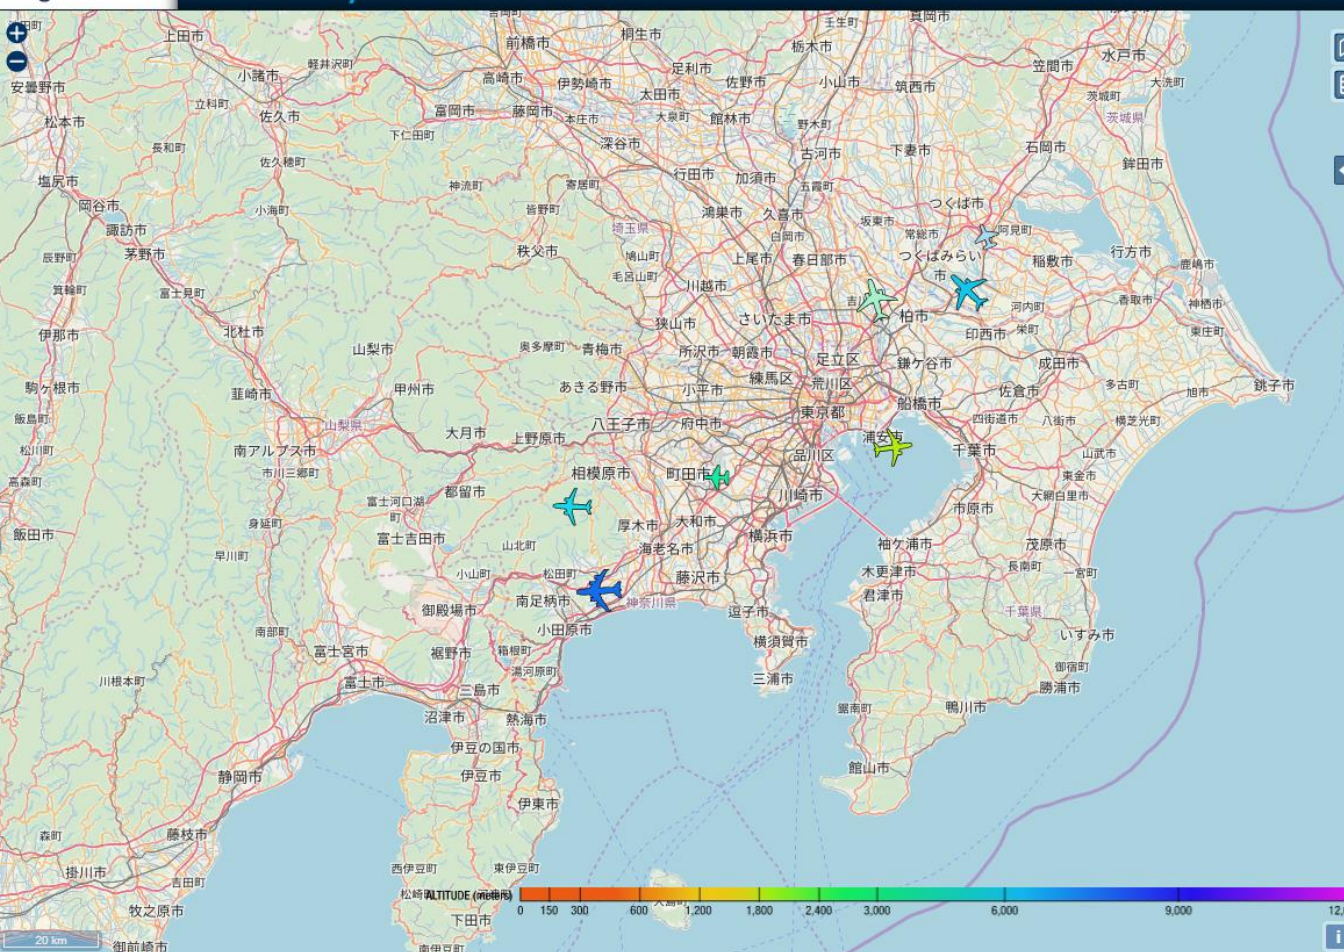 真岡市
上田市
前橋市
桐生市
壬生町
栃木市
水戸市
小諸市
軽井沢町
高崎市
伊勢崎市
足利市
佐野市
小山市
筑西市
笠間市
大洗町
安曇野市
立科町
佐久市
富岡市
藤岡市
本庄市
太田市
大泉町
館林市
野木町
茨城町
茨城県
松本市
長和町
佐久穂町
下仁田町
深谷市
行田市
加須市
古河市
下妻市
石岡市
鉾田市
塩尻市
神流町
寄居町
五霞町
岡谷市
諏訪市
小海町
皆野町
埼玉県
鴻巣市
久喜市
白岡市
坂東市
常総市
つくば市
阿見町
辰野町
茅野市
秩父市
鳩山町
毛呂山町
上尾市
春日部市
つくばみらい
市
稲敷市
行方市
鹿嶋市
箕輪町
富士見町
川越市
柏市
河内町
香取市
神栖市
伊那市
北杜市
狭山市
さいたま市
印西市
栄町
東庄町
山梨市
奥多摩町
青梅市
所沢市
朝霞市
足立区
鎌ケ谷市
成田市
駒ヶ根市
韮崎市
甲州市
あきる野市
小平市
練馬区
荒川区
船橋市
佐倉市
多古町
旭市
銚子市
飯島町
山梨県
大月市
上野原市
八王子市
府中市
東京都
浦安市
四街道市
八街市
横芝光町
松川町
南アルプス市
市川三郷町
相模原市
町田市
品川区
千葉市
山武市
東金市
高森町
都留市
富士河口湖
町
川崎市
市原市
大網白里市
飯田市
身延町
富士吉田市
厚木市
大和市
横浜市
袖ケ浦市
茂原市
早川町
山北町
海老名市
木更津市
長南町
一宮町
小山町
松田町
藤沢市
君津市
南部町
御殿場市
南足柄市
神奈川県
逗子市
千葉県
いすみ市
富士宮市
裾野市
小田原市
箱根町
湯河原町
横須賀市
御宿町
川根本町
富士市
三島市
三浦市
勝浦市
沼津市
熱海市
鋸南町
鴨川市
伊豆の国市
静岡市
伊豆市
館山市
伊東市
森町
藤枝市
掛川市
吉田町
西伊豆町
東伊豆町
ALTITUDE (meters)
0 150 300 600 1,200 1,800 2,400 3,000 6,000 9,000
牧之原市
下田市
20 km
御前崎市
南伊豆町